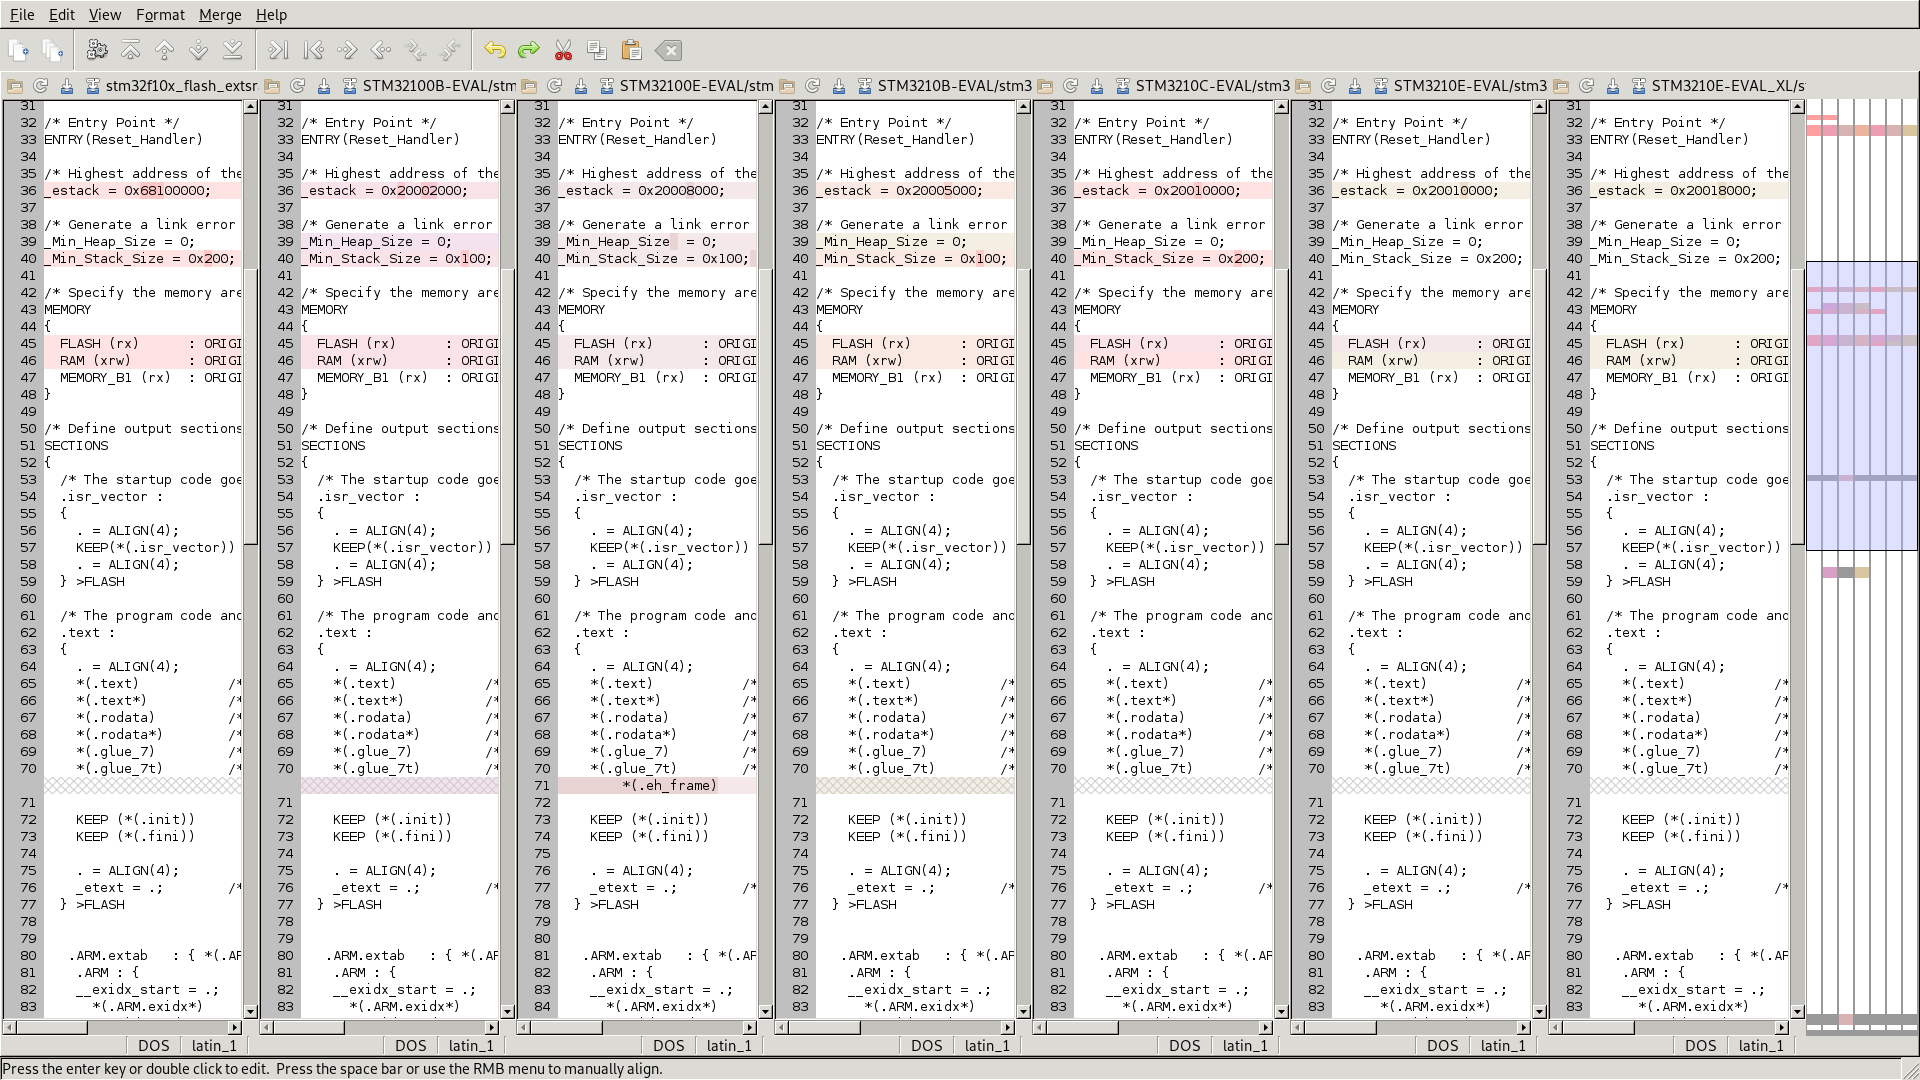 File Edit View Format Merge Help
stm32f10x_flash_extsr
31
32 /* Entry Point */
33 ENTRY(Reset_Handler)
34
35 /* Highest address of the
36 _estack = 0x68100000;
37
38 /* Generate a link error
39 _Min_Heap_Size = 0;
40 _Min_Stack_Size = 0x200;
41
42 /* Specify the memory are
43 MEMORY
44 {
45 FLASH (rx) : ORIGI
46 RAM (xrw) : ORIGI
47 MEMORY_B1 (rx) : ORIGI
48 }
49
50 /* Define output sections
51 SECTIONS
52 {
53 /* The startup code goe
54 .isr_vector :
55 {
56 . = ALIGN(4);
57 KEEP(*(.isr_vector))
58 . = ALIGN(4);
59 } >FLASH
60
61 /* The program code and
62 .text :
63 {
64 . = ALIGN(4);
65 *(.text) /*
66 *(.text*) /*
67 *(.rodata) /*
68 *(.rodata*) /*
69 *(.glue_7) /*
70 *(.glue_7t) /*
71
72 KEEP (*(.init))
73 KEEP (*(.fini))
74
75 . = ALIGN(4);
76 _etext = .; /*
77 } >FLASH
78
79
80 .ARM.extab : { *(.AR
81 .ARM : {
82 __exidx_start = .;
83 *(.ARM.exidx*)
DOS latin_1
STM32100B-EVAL/stm
31
32 /* Entry Point */
33 ENTRY(Reset_Handler)
34
35 /* Highest address of the
36 _estack = 0x20002000;
37
38 /* Generate a link error
39 _Min_Heap_Size = 0;
40 _Min_Stack_Size = 0x100;
41
42 /* Specify the memory are
43 MEMORY
44 {
45 FLASH (rx) : ORIGI
46 RAM (xrw) : ORIGI
47 MEMORY_B1 (rx) : ORIGI
48 }
49
50 /* Define output sections
51 SECTIONS
52 {
53 /* The startup code goe
54 .isr_vector :
55 {
56 . = ALIGN(4);
57 KEEP(*(.isr_vector))
58 . = ALIGN(4);
59 } >FLASH
60
61 /* The program code and
62 .text :
63 {
64 . = ALIGN(4);
65 *(.text) /*
66 *(.text*) /*
67 *(.rodata) /*
68 *(.rodata*) /*
69 *(.glue_7) /*
70 *(.glue_7t) /*
71
72 KEEP (*(.init))
73 KEEP (*(.fini))
74
75 . = ALIGN(4);
76 _etext = .; /*
77 } >FLASH
78
79
80 .ARM.extab : { *(.AR
81 .ARM : {
82 __exidx_start = .;
83 *(.ARM.exidx*)
DOS latin_1
STM32100E-EVAL/stm
31
32 /* Entry Point */
33 ENTRY(Reset_Handler)
34
35 /* Highest address of the
36 _estack = 0x20008000;
37
38 /* Generate a link error
39 _Min_Heap_Size  = 0;
40 _Min_Stack_Size = 0x100;
41
42 /* Specify the memory are
43 MEMORY
44 {
45 FLASH (rx) : ORIGI
46 RAM (xrw) : ORIGI
47 MEMORY_B1 (rx) : ORIGI
48 }
49
50 /* Define output sections
51 SECTIONS
52 {
53 /* The startup code goe
54 .isr_vector :
55 {
56 . = ALIGN(4);
57 KEEP(*(.isr_vector))
58 . = ALIGN(4);
59 } >FLASH
60
61 /* The program code and
62 .text :
63 {
64 . = ALIGN(4);
65 *(.text) /*
66 *(.text*) /*
67 *(.rodata) /*
68 *(.rodata*) /*
69 *(.glue_7) /*
70 *(.glue_7t) /*
71 *(.eh_frame)
72
73 KEEP (*(.init))
74 KEEP (*(.fini))
75
76 . = ALIGN(4);
77 _etext = .; /*
78 } >FLASH
79
80
81 .ARM.extab : { *(.AR
82 .ARM : {
83 __exidx_start = .;
84 *(.ARM.exidx*)
DOS latin_1
STM3210B-EVAL/stm3
31
32 /* Entry Point */
33 ENTRY(Reset_Handler)
34
35 /* Highest address of the
36 _estack = 0x20005000;
37
38 /* Generate a link error
39 _Min_Heap_Size = 0;
40 _Min_Stack_Size = 0x100;
41
42 /* Specify the memory are
43 MEMORY
44 {
45 FLASH (rx) : ORIGI
46 RAM (xrw) : ORIGI
47 MEMORY_B1 (rx) : ORIGI
48 }
49
50 /* Define output sections
51 SECTIONS
52 {
53 /* The startup code goe
54 .isr_vector :
55 {
56 . = ALIGN(4);
57 KEEP(*(.isr_vector))
58 . = ALIGN(4);
59 } >FLASH
60
61 /* The program code and
62 .text :
63 {
64 . = ALIGN(4);
65 *(.text) /*
66 *(.text*) /*
67 *(.rodata) /*
68 *(.rodata*) /*
69 *(.glue_7) /*
70 *(.glue_7t) /*
71
72 KEEP (*(.init))
73 KEEP (*(.fini))
74
75 . = ALIGN(4);
76 _etext = .; /*
77 } >FLASH
78
79
80 .ARM.extab : { *(.AR
81 .ARM : {
82 __exidx_start = .;
83 *(.ARM.exidx*)
DOS latin_1
STM3210C-EVAL/stm3
31
32 /* Entry Point */
33 ENTRY(Reset_Handler)
34
35 /* Highest address of the
36 _estack = 0x20010000;
37
38 /* Generate a link error
39 _Min_Heap_Size = 0;
40 _Min_Stack_Size = 0x200;
41
42 /* Specify the memory are
43 MEMORY
44 {
45 FLASH (rx) : ORIGI
46 RAM (xrw) : ORIGI
47 MEMORY_B1 (rx) : ORIGI
48 }
49
50 /* Define output sections
51 SECTIONS
52 {
53 /* The startup code goe
54 .isr_vector :
55 {
56 . = ALIGN(4);
57 KEEP(*(.isr_vector))
58 . = ALIGN(4);
59 } >FLASH
60
61 /* The program code and
62 .text :
63 {
64 . = ALIGN(4);
65 *(.text) /*
66 *(.text*) /*
67 *(.rodata) /*
68 *(.rodata*) /*
69 *(.glue_7) /*
70 *(.glue_7t) /*
71
72 KEEP (*(.init))
73 KEEP (*(.fini))
74
75 . = ALIGN(4);
76 _etext = .; /*
77 } >FLASH
78
79
80 .ARM.extab : { *(.AR
81 .ARM : {
82 __exidx_start = .;
83 *(.ARM.exidx*)
DOS latin_1
STM3210E-EVAL/stm3
31
32 /* Entry Point */
33 ENTRY(Reset_Handler)
34
35 /* Highest address of the
36 _estack = 0x20010000;
37
38 /* Generate a link error
39 _Min_Heap_Size = 0;
40 _Min_Stack_Size = 0x200;
41
42 /* Specify the memory are
43 MEMORY
44 {
45 FLASH (rx) : ORIGI
46 RAM (xrw) : ORIGI
47 MEMORY_B1 (rx) : ORIGI
48 }
49
50 /* Define output sections
51 SECTIONS
52 {
53 /* The startup code goe
54 .isr_vector :
55 {
56 . = ALIGN(4);
57 KEEP(*(.isr_vector))
58 . = ALIGN(4);
59 } >FLASH
60
61 /* The program code and
62 .text :
63 {
64 . = ALIGN(4);
65 *(.text) /*
66 *(.text*) /*
67 *(.rodata) /*
68 *(.rodata*) /*
69 *(.glue_7) /*
70 *(.glue_7t) /*
71
72 KEEP (*(.init))
73 KEEP (*(.fini))
74
75 . = ALIGN(4);
76 _etext = .; /*
77 } >FLASH
78
79
80 .ARM.extab : { *(.AR
81 .ARM : {
82 __exidx_start = .;
83 *(.ARM.exidx*)
DOS latin_1
STM3210E-EVAL_XL/s
31
32 /* Entry Point */
33 ENTRY(Reset_Handler)
34
35 /* Highest address of the
36 _estack = 0x20018000;
37
38 /* Generate a link error
39 _Min_Heap_Size = 0;
40 _Min_Stack_Size = 0x200;
41
42 /* Specify the memory are
43 MEMORY
44 {
45 FLASH (rx) : ORIGI
46 RAM (xrw) : ORIGI
47 MEMORY_B1 (rx) : ORIGI
48 }
49
50 /* Define output sections
51 SECTIONS
52 {
53 /* The startup code goe
54 .isr_vector :
55 {
56 . = ALIGN(4);
57 KEEP(*(.isr_vector))
58 . = ALIGN(4);
59 } >FLASH
60
61 /* The program code and
62 .text :
63 {
64 . = ALIGN(4);
65 *(.text) /*
66 *(.text*) /*
67 *(.rodata) /*
68 *(.rodata*) /*
69 *(.glue_7) /*
70 *(.glue_7t) /*
71
72 KEEP (*(.init))
73 KEEP (*(.fini))
74
75 . = ALIGN(4);
76 _etext = .; /*
77 } >FLASH
78
79
80 .ARM.extab : { *(.AR
81 .ARM : {
82 __exidx_start = .;
83 *(.ARM.exidx*)
DOS latin_1
Press the enter key or double click to edit. Press the space bar or use the RMB menu to manually align.